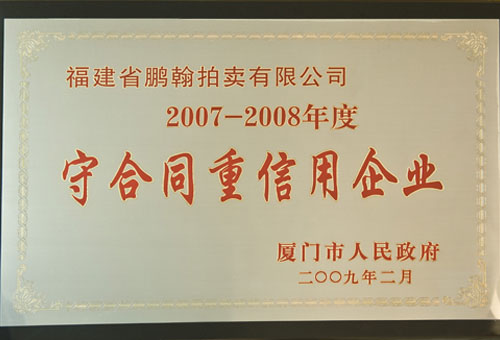 福建省鹏翰拍卖有限公司
2007-2008年度
守合同重信用企业
厦门市人民政府
二〇〇九年二月